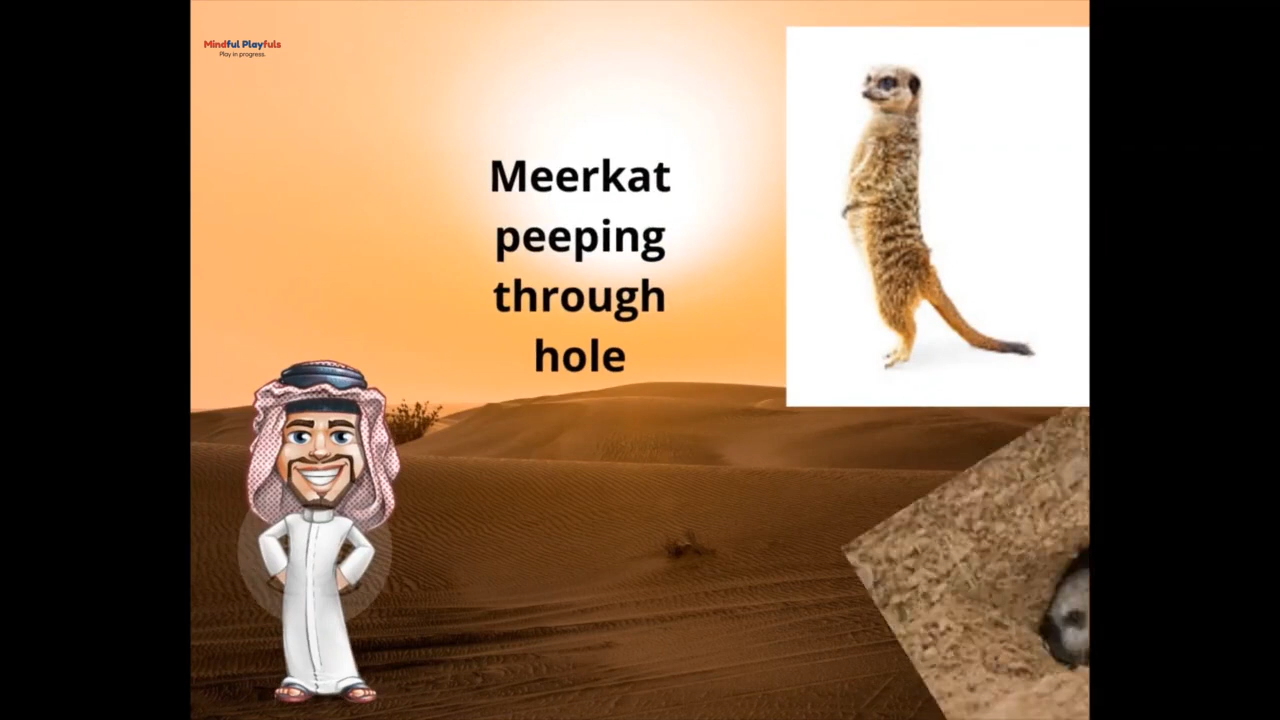 Mindful Playfuls
Play in progress.
Meerkat
peeping
through
hole